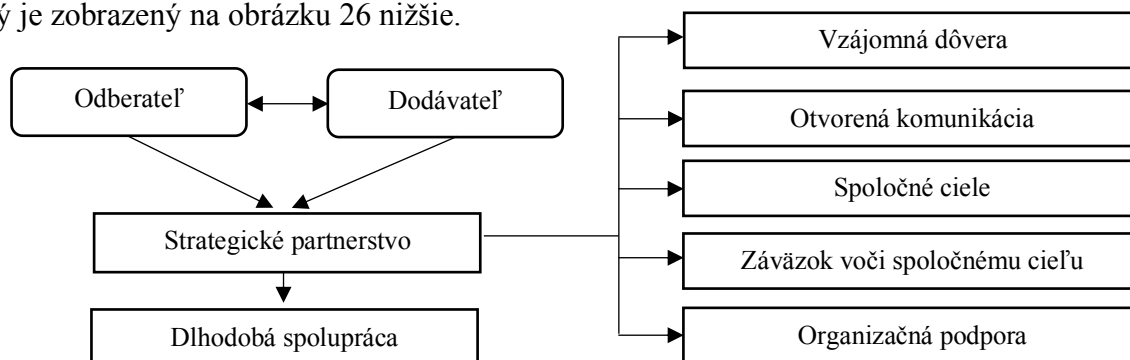 ý je zobrazený na obrázku 26 nižšie.
Odberateľ
Dodávateľ
Strategické partnerstvo
Dlhodobá spolupráca
Vzájomná dôvera
Otvorená komunikácia
Spoločné ciele
Záväzok voči spoločnému cieľu
Organizačná podpora